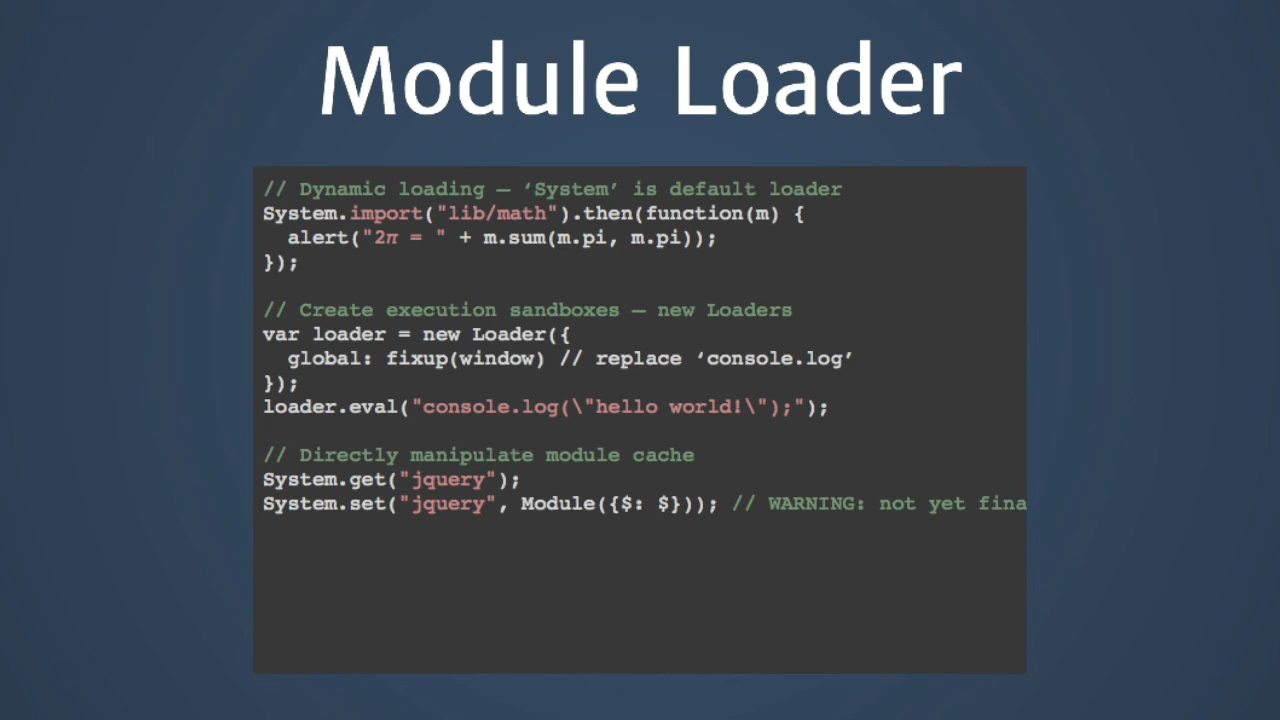 Module Loader
// Dynamic loading – ‘System’ is default loader
System.import("lib/math").then(function(m) {
  alert("2π = " + m.sum(m.pi, m.pi));
});
// Create execution sandboxes – new Loaders
var loader = new Loader({
  global: fixup(window) // replace ‘console.log’
});
loader.eval("console.log(\"hello world!\");");
// Directly manipulate module cache
System.get("jquery");
System.set("jquery", Module({$: $})); // WARNING: not yet fina